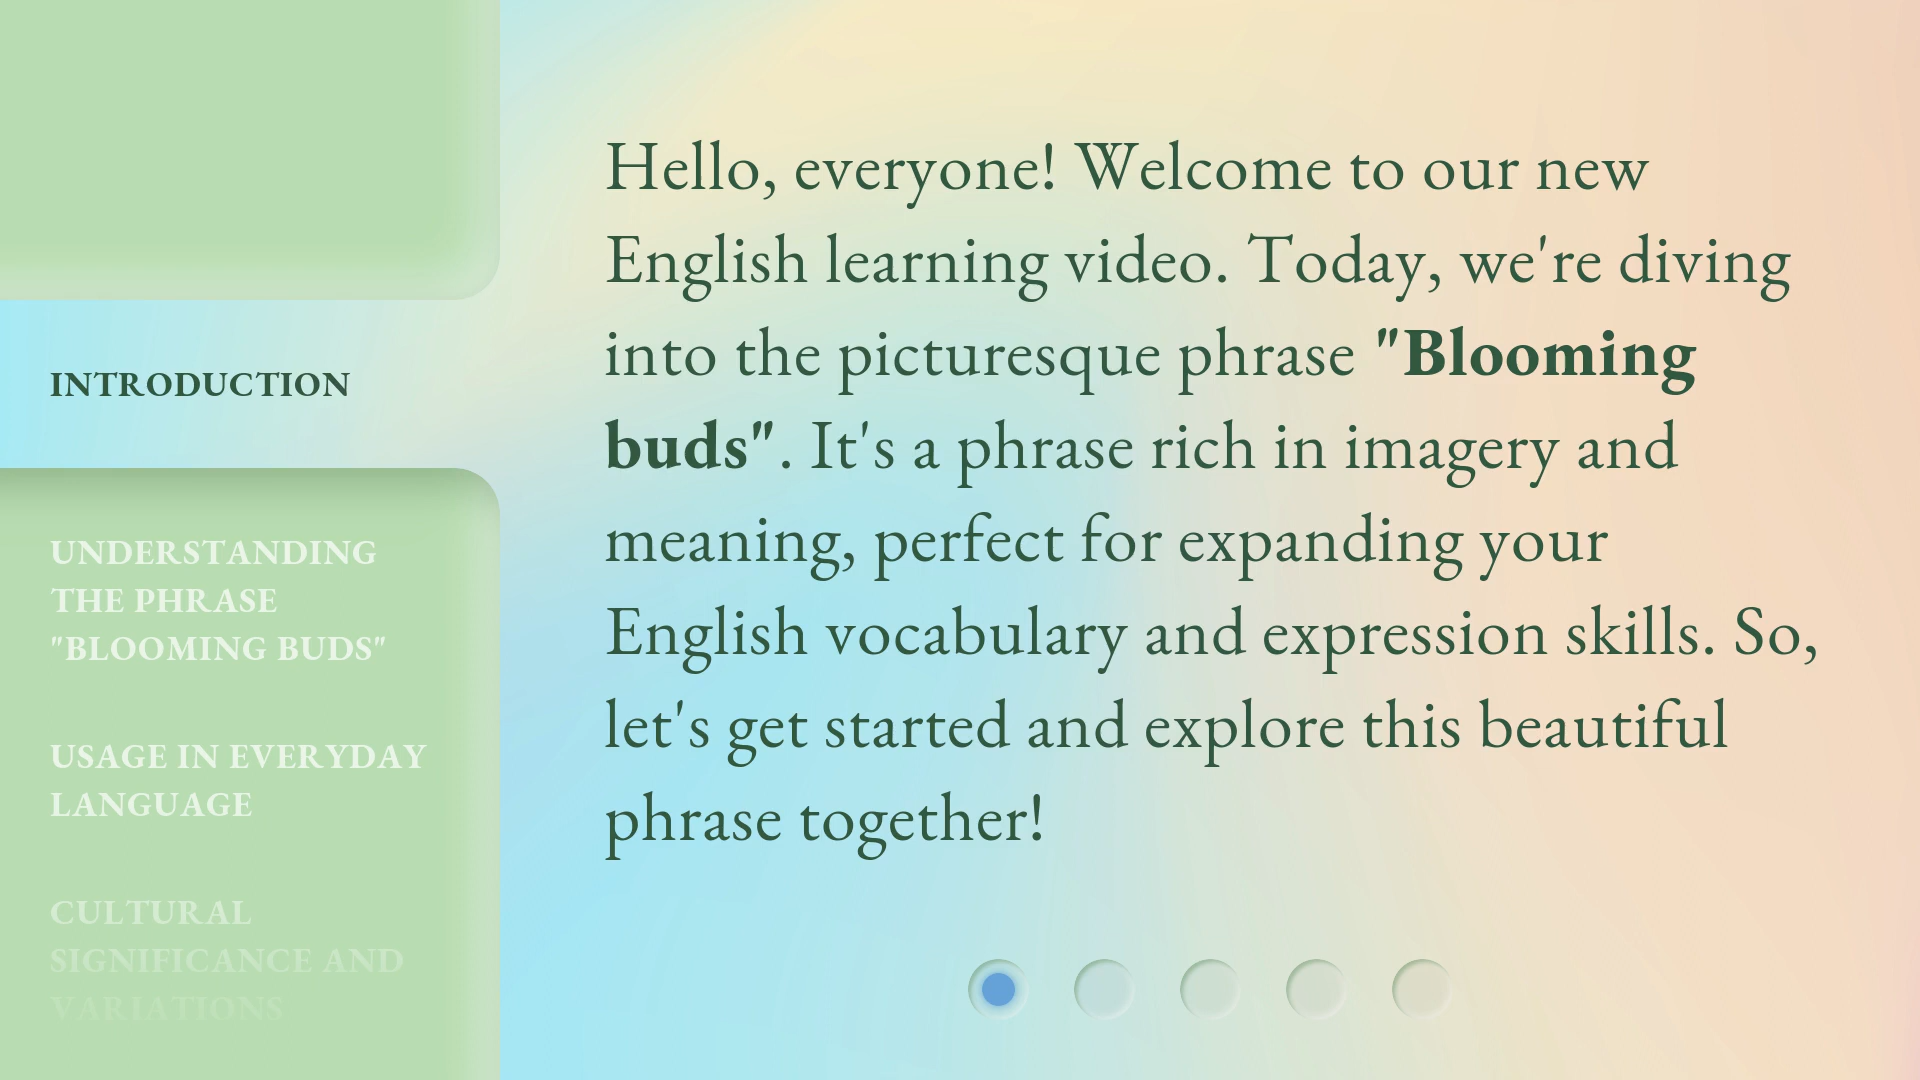 INTRODUCTION
UNDERSTANDING
THE PHRASE
"BLOOMING BUDS"
USAGE IN EVERYDAY
LANGUAGE
CULTURAL
SIGNIFICANCE AND
VARIATIONS
Hello, everyone! Welcome to our new
English learning video. Today, we're diving
into the picturesque phrase "Blooming
buds". It's a phrase rich in imagery and
meaning, perfect for expanding your
English vocabulary and expression skills. So,
let's get started and explore this beautiful
phrase together!